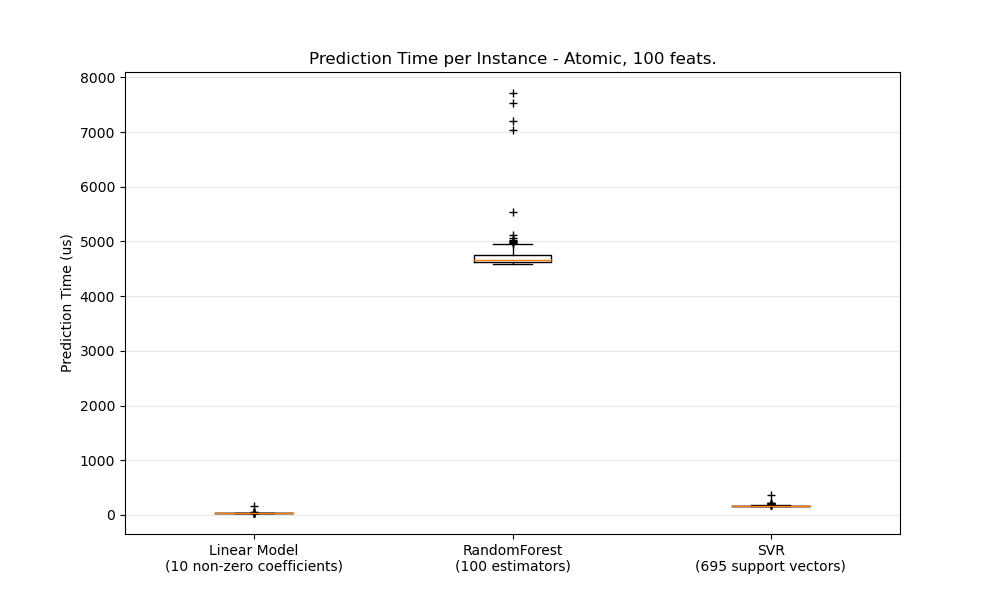 Prediction Time per Instance - Atomic, 100 feats.
Prediction Time (us)
8000
7000
6000
5000
4000
3000
2000
1000
0
Linear Model
(10 non-zero coefficients)
RandomForest
(100 estimators)
SVR
(695 support vectors)